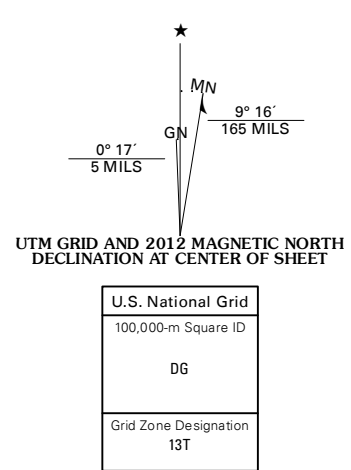 ★
MN
9° 16´
165 MILS
GN
0° 17´
5 MILS
UTM GRID AND 2012 MAGNETIC NORTH
DECLINATION AT CENTER OF SHEET
U.S. National Grid
100,000-m Square ID
DG
Grid Zone Designation
13T